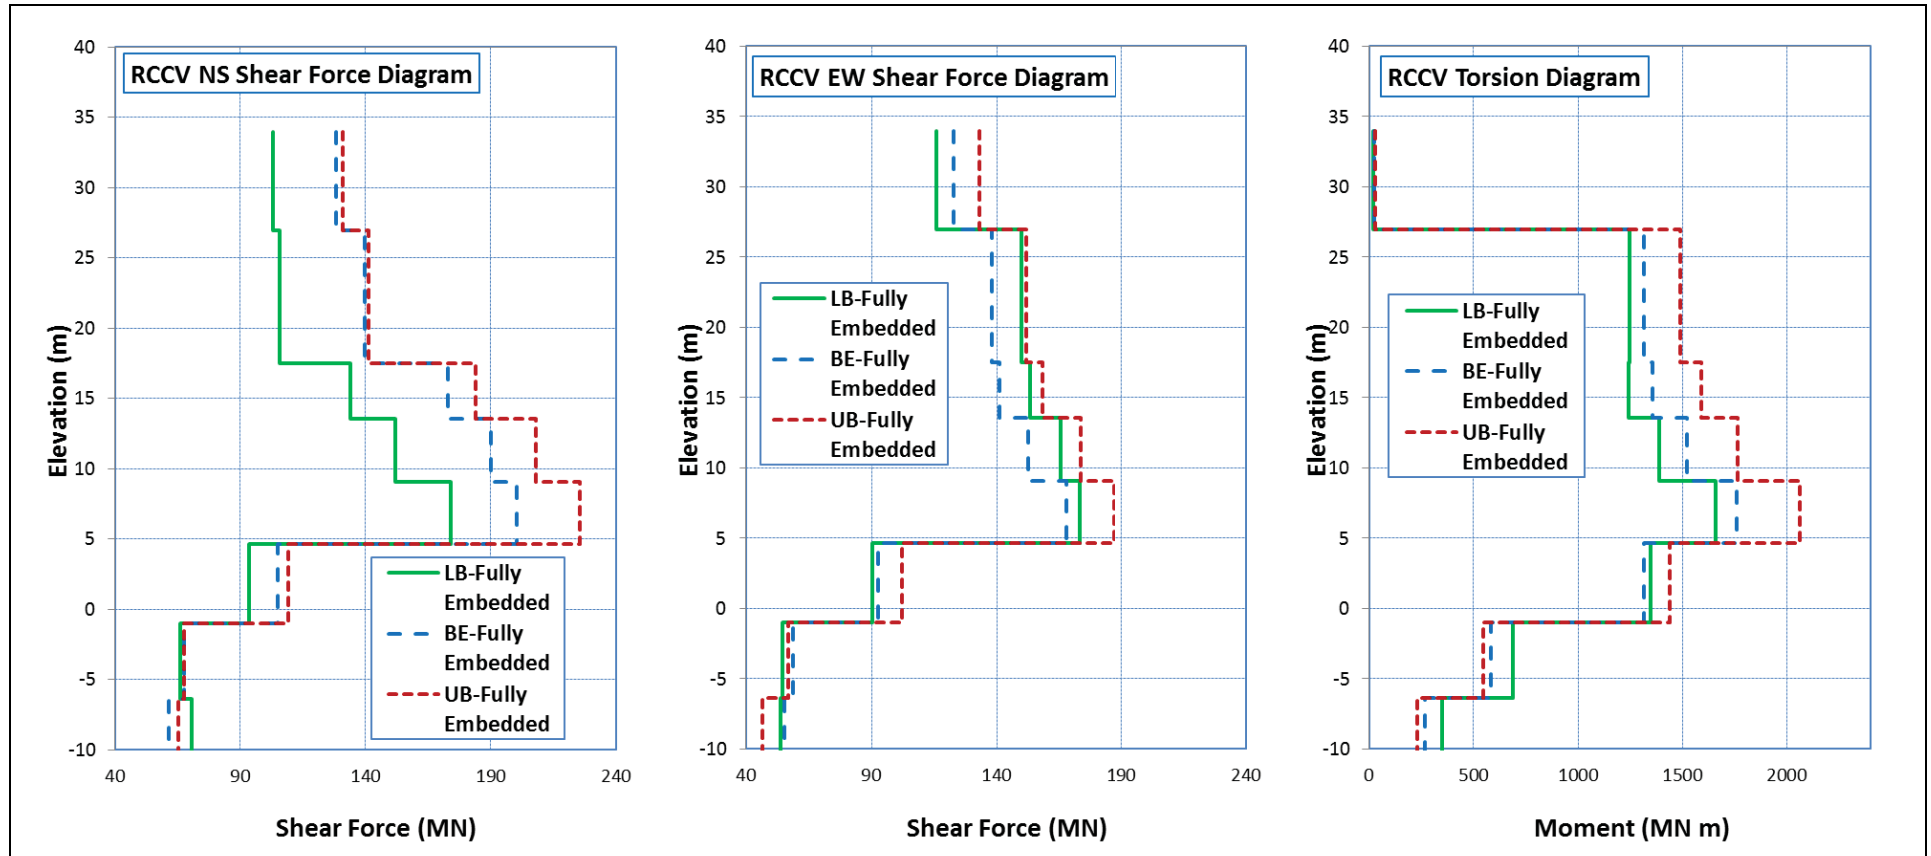 RCCV NS Shear Force Diagram
40
35
30
25
20
15
10
5
0
-5
-10
Elevation (m)
LB-Fully
Embedded
BE-Fully
Embedded
UB-Fully
Embedded
40 90 140 190 240
Shear Force (MN)
RCCV EW Shear Force Diagram
40
35
30
25
20
15
10
5
0
-5
-10
Elevation (m)
LB-Fully
Embedded
BE-Fully
Embedded
UB-Fully
Embedded
40 90 140 190 240
Shear Force (MN)
RCCV Torsion Diagram
40
35
30
25
20
15
10
5
0
-5
-10
Elevation (m)
LB-Fully
Embedded
BE-Fully
Embedded
UB-Fully
Embedded
0 500 1000 1500 2000
Moment (MN m)